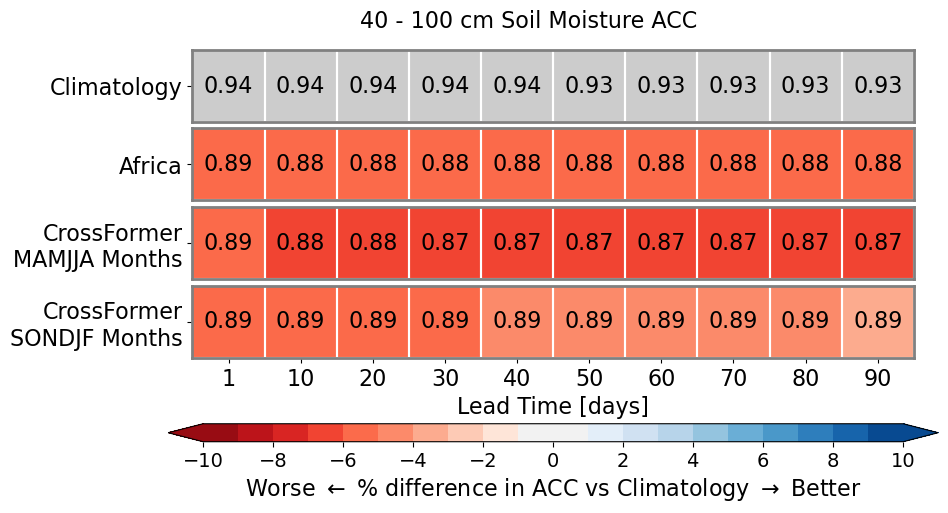 40 - 100 cm Soil Moisture ACC
Climatology 0.94 0.94 0.94 0.94 0.94 0.93 0.93 0.93 0.93 0.93
Africa 0.89 0.88 0.88 0.88 0.88 0.88 0.88 0.88 0.88 0.88
CrossFormer
MAMJJA Months 0.89 0.88 0.88 0.87 0.87 0.87 0.87 0.87 0.87 0.87
CrossFormer
SONDJF Months 0.89 0.89 0.89 0.89 0.89 0.89 0.89 0.89 0.89 0.89
1 10 20 30 40 50 60 70 80 90
Lead Time [days]
−10 −8 −6 −4 −2 0 2 4 6 8 10
Worse ← % difference in ACC vs Climatology → Better